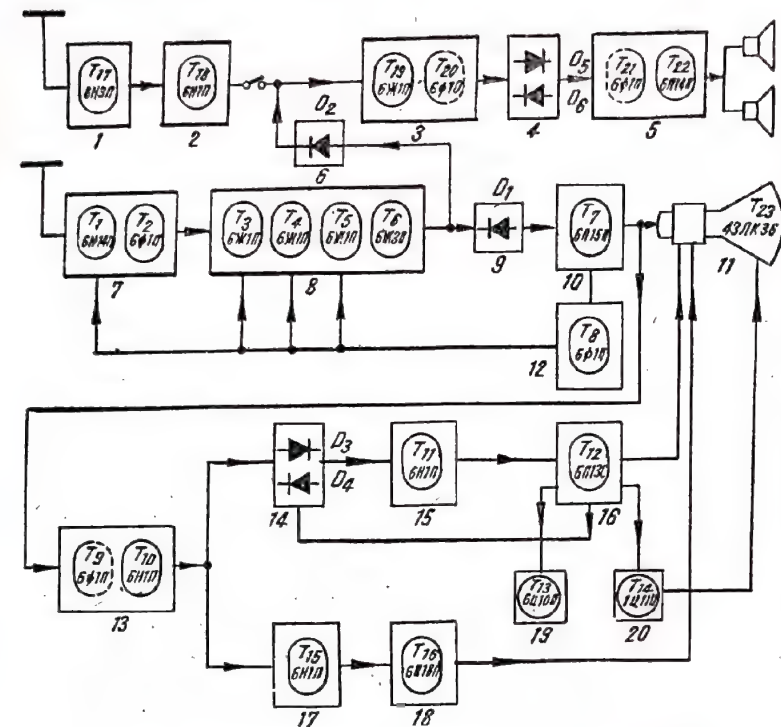 T17
6Н3П
1
T18
6Н1П
2
T19
6Ж1П
T20
6Ф1П
3
D5
D6
4
T21
6Ф1П
T22
6П14П
5
D2
6
T1
6Н14П
T2
6Ф1П
7
T3
6Ж1П
T4
6Ж1П
T5
6Ж1П
T6
8
D1
9
T7
6П15П
10
T23
43ЛК36
11
T8
6Ф1П
12
T9
6Ф1П
T10
6Н1П
13
D3
D4
14
T11
6Н1П
15
T12
6П13С
16
T13
6Ц10П
19
T14
1Ц11П
20
T15
6Н1П
17
T16
18